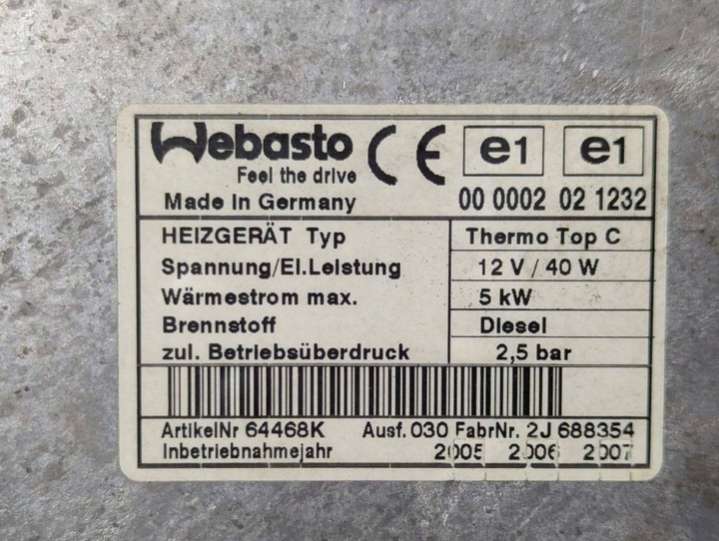 Webasto CE e1 e1
Feel the drive
Made in Germany 00 0002 02 1232
HEIZGERÄT Typ Thermo Top C
Spannung/El.Leistung 12 V / 40 W
Wärmestrom max. 5 kW
Brennstoff Diesel
zul. Betriebsüberdruck 2,5 bar
ArtikelNr 64468K Ausf. 030 FabrNr. 2J 688354
Inbetriebnahmejahr 2005 2006 2007